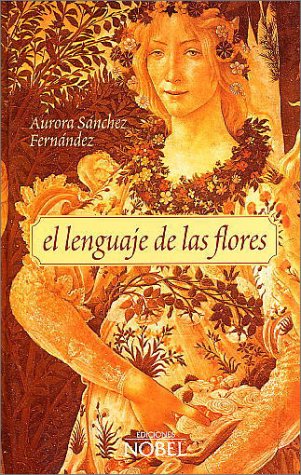 Aurora Sánchez
Fernández
el lenguaje de las flores
EDICIONES
NOBEL